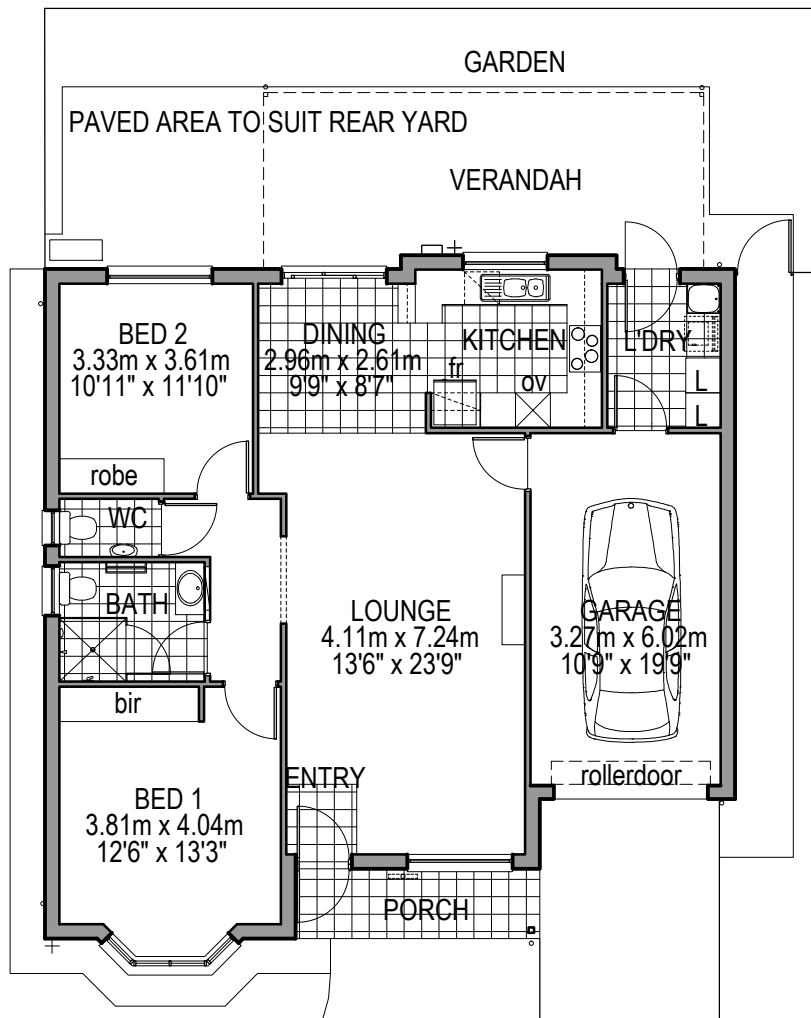 GARDEN
PAVED AREA TO SUIT REAR YARD
VERANDAH
BED 2
3.33m x 3.61m
10'11" x 11'10"
DINING
2.96m x 2.61m
9'9" x 8'7"
KITCHEN
fr
ov
L'DRY
L
L
robe
WC
BATH
LOUNGE
4.11m x 7.24m
13'6" x 23'9"
GARAGE
3.27m x 6.02m
10'9" x 19'9"
bir
rollerdoor
ENTRY
BED 1
3.81m x 4.04m
12'6" x 13'3"
PORCH